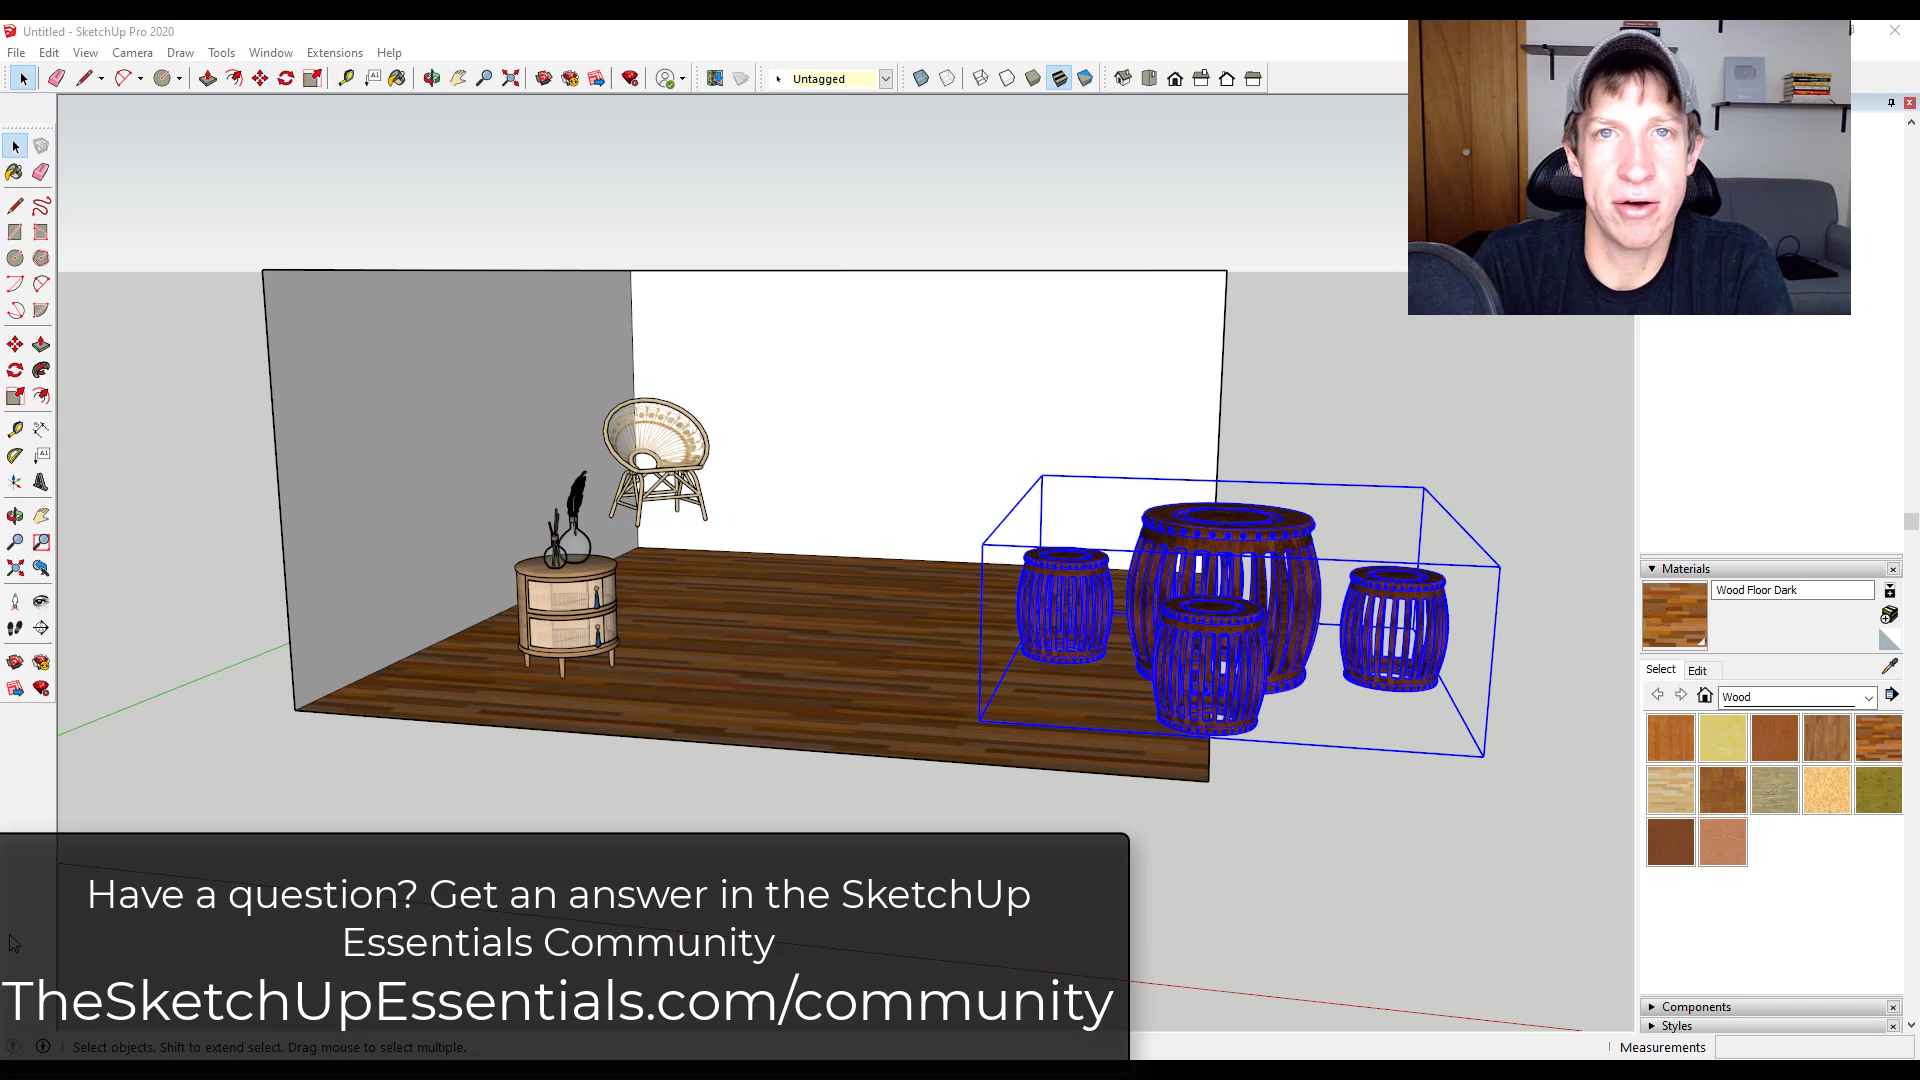 Untitled - SketchUp Pro 2020
File Edit View Camera Draw Tools Window Extensions Help
Untagged
Materials
Wood Floor Dark
Select Edit
Wood
Components
Styles
Have a question? Get an answer in the SketchUp
Essentials Community
TheSketchUpEssentials.com/community
Select objects. Shift to extend select. Drag mouse to select multiple.
Measurements